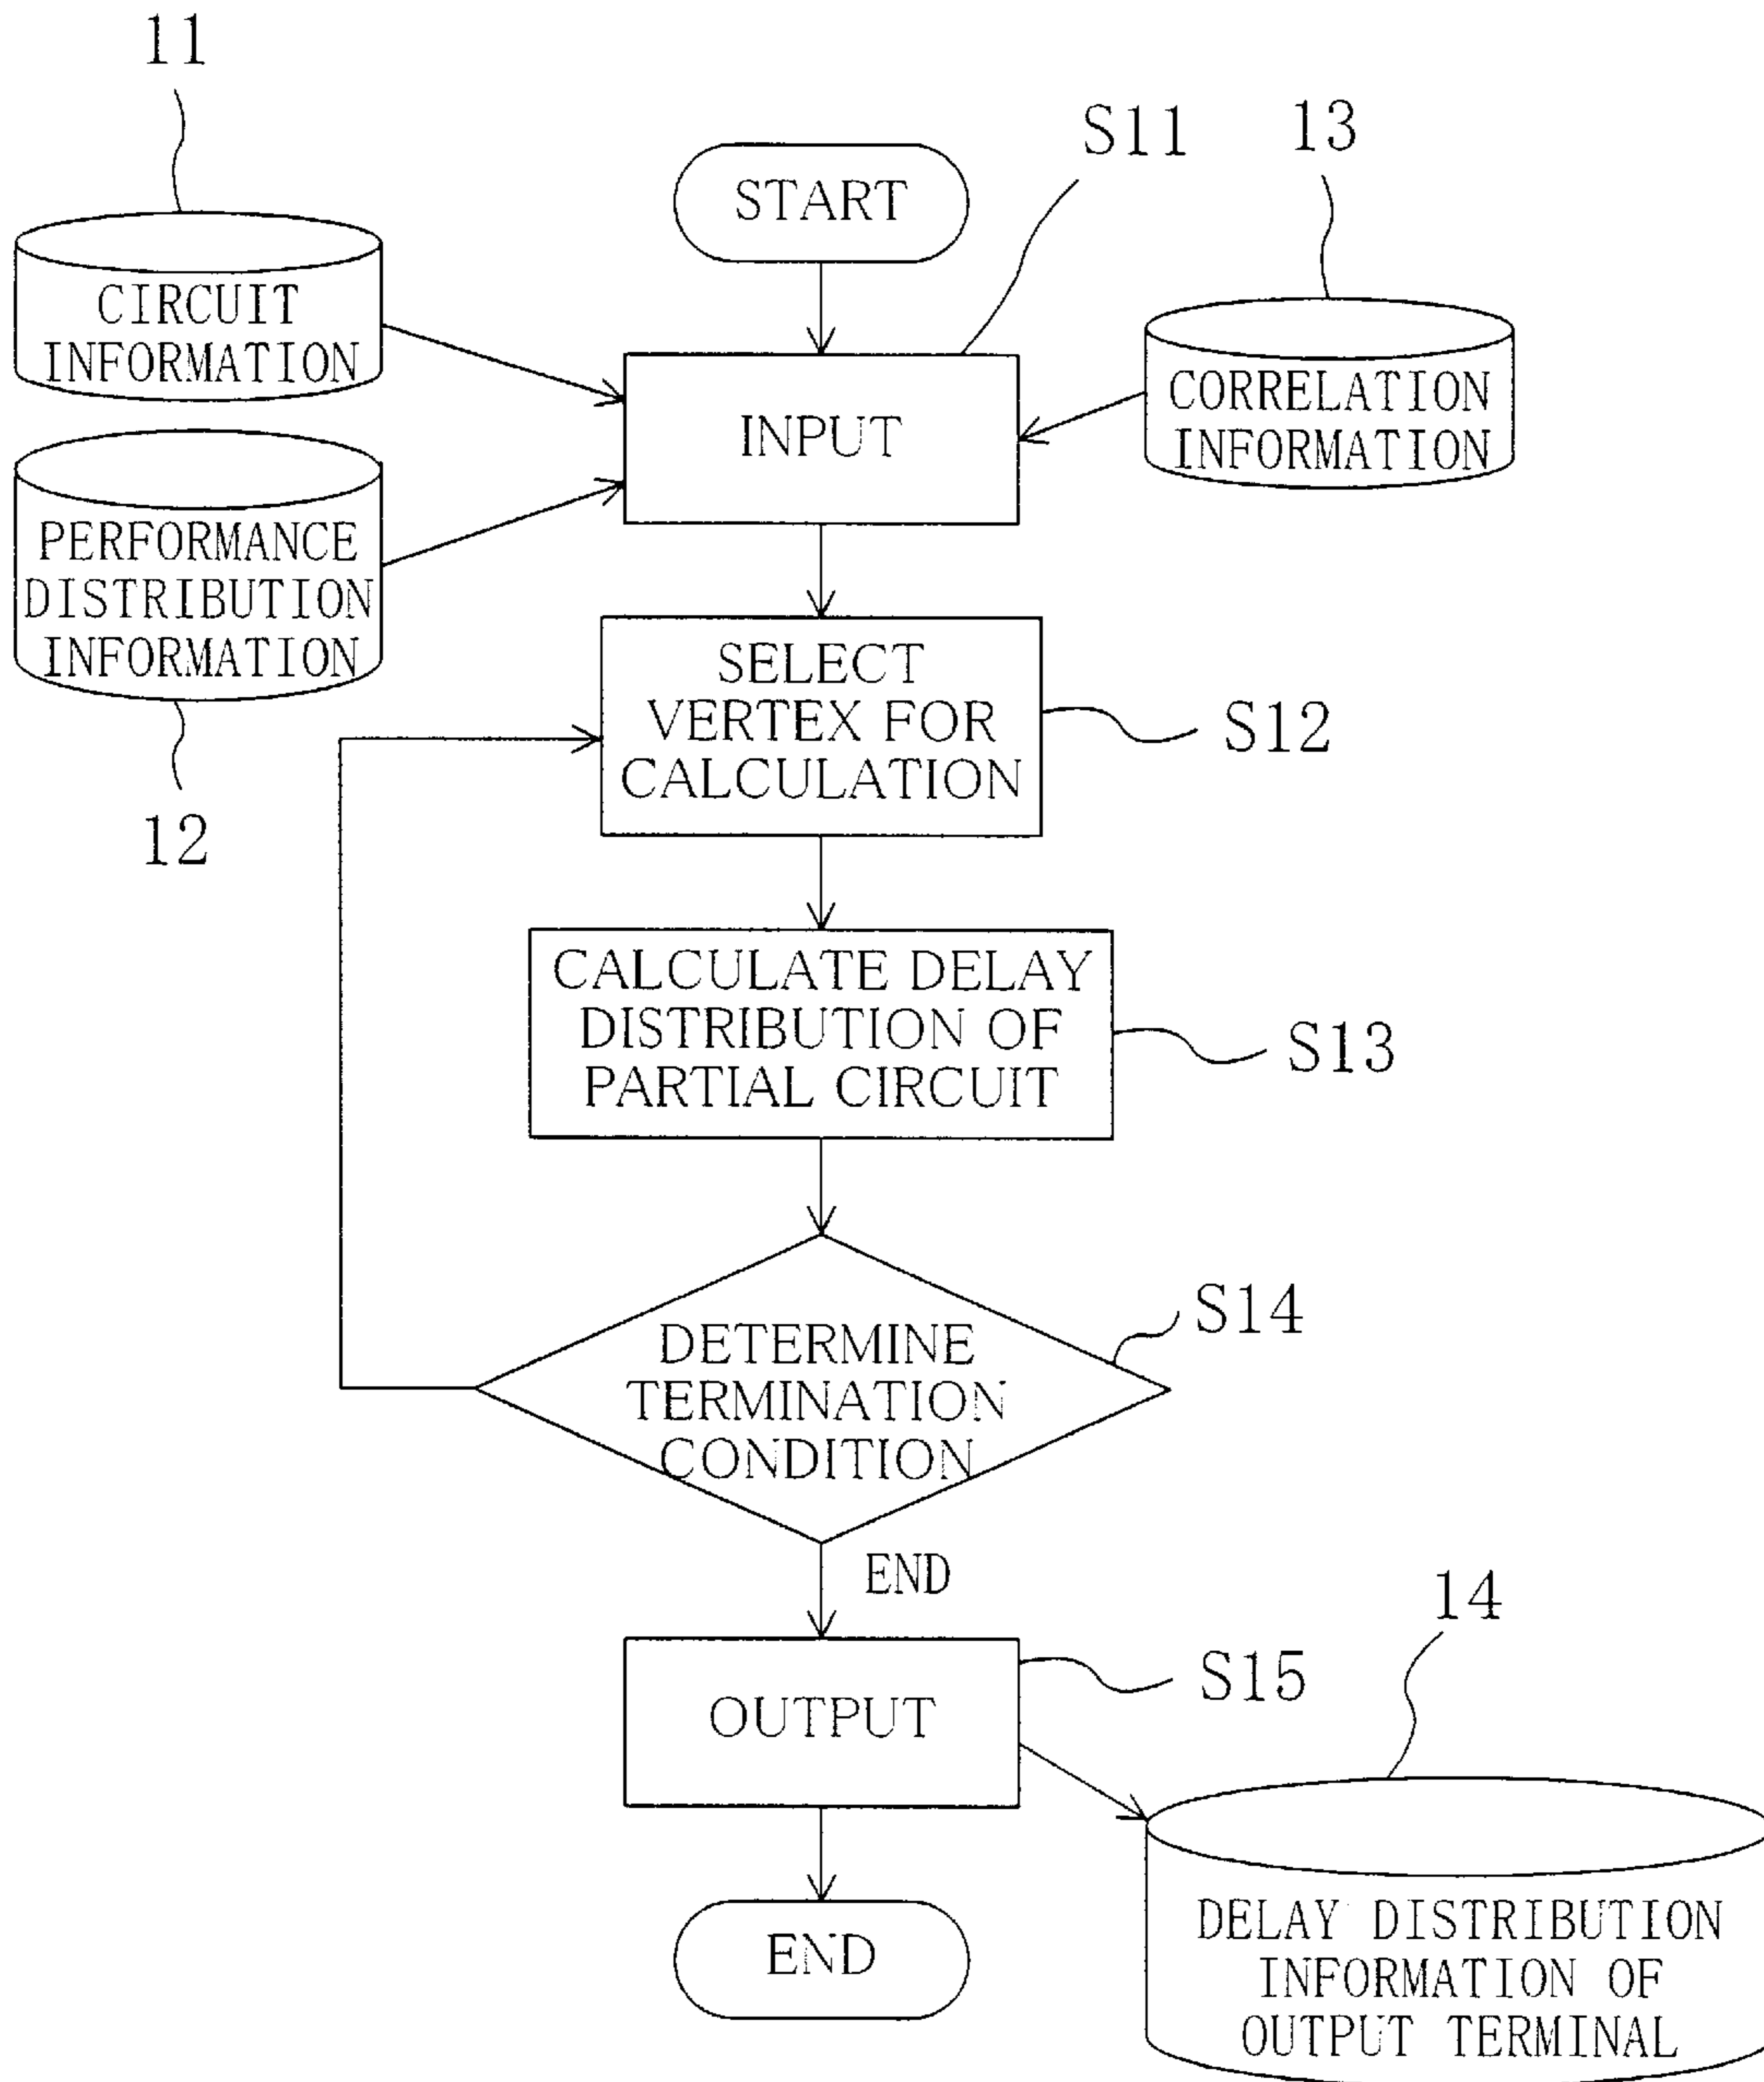 11
S11
13
START
CIRCUIT
INFORMATION
INPUT
CORRELATION
INFORMATION
PERFORMANCE
DISTRIBUTION
INFORMATION
12
SELECT
VERTEX FOR
CALCULATION
S12
CALCULATE DELAY
DISTRIBUTION OF
PARTIAL CIRCUIT
S13
DETERMINE
TERMINATION
CONDITION
S14
END
OUTPUT
S15
14
END
DELAY DISTRIBUTION
INFORMATION OF
OUTPUT TERMINAL